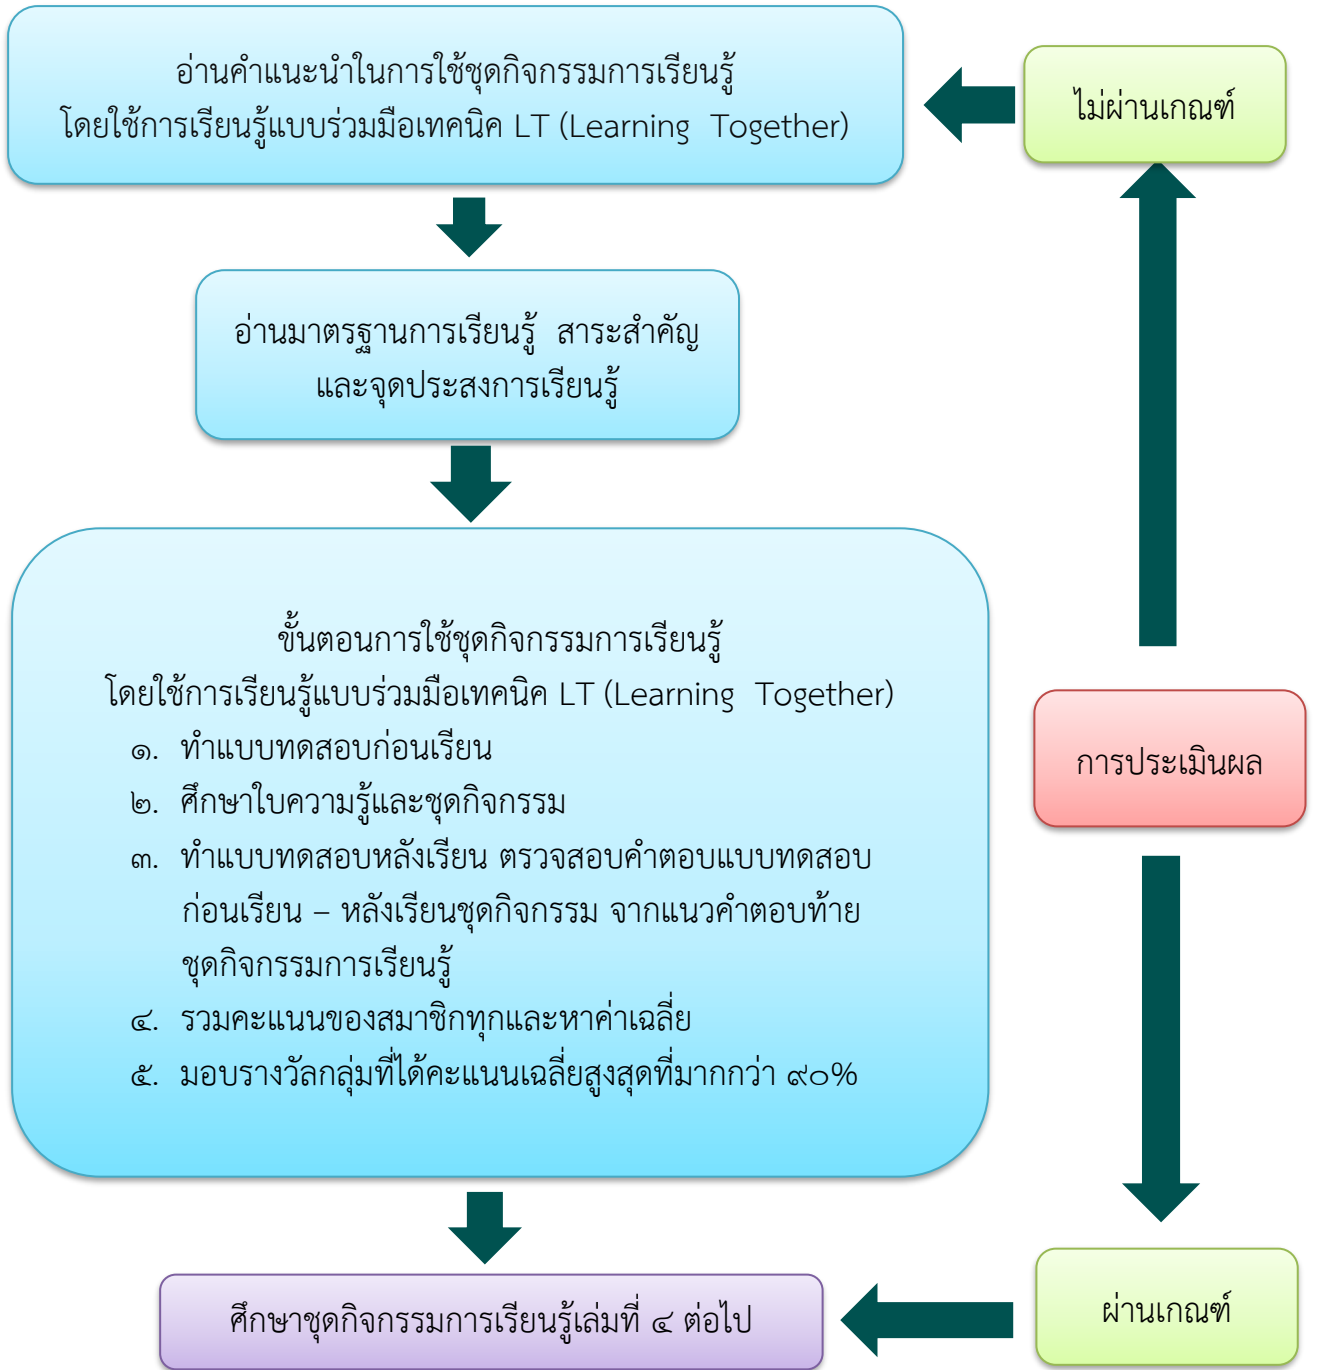 อ่านคำแนะนำในการใช้ชุดกิจกรรมการเรียนรู้
โดยใช้การเรียนรู้แบบร่วมมือเทคนิค LT (Learning Together)
ไม่ผ่านเกณฑ์
อ่านมาตรฐานการเรียนรู้ สาระสำคัญ
และจุดประสงการเรียนรู้
ขั้นตอนการใช้ชุดกิจกรรมการเรียนรู้
โดยใช้การเรียนรู้แบบร่วมมือเทคนิค LT (Learning Together)
๑. ทำแบบทดสอบก่อนเรียน
๒. ศึกษาใบความรู้และชุดกิจกรรม
๓. ทำแบบทดสอบหลังเรียน ตรวจสอบคำตอบแบบทดสอบ
ก่อนเรียน – หลังเรียนชุดกิจกรรม จากแนวคำตอบท้าย
ชุดกิจกรรมการเรียนรู้
๔. รวมคะแนนของสมาชิกทุกและหาค่าเฉลี่ย
๕. มอบรางวัลกลุ่มที่ได้คะแนนเฉลี่ยสูงสุดที่มากกว่า ๙๐%
การประเมินผล
ศึกษาชุดกิจกรรมการเรียนรู้เล่มที่ ๔ ต่อไป
ผ่านเกณฑ์